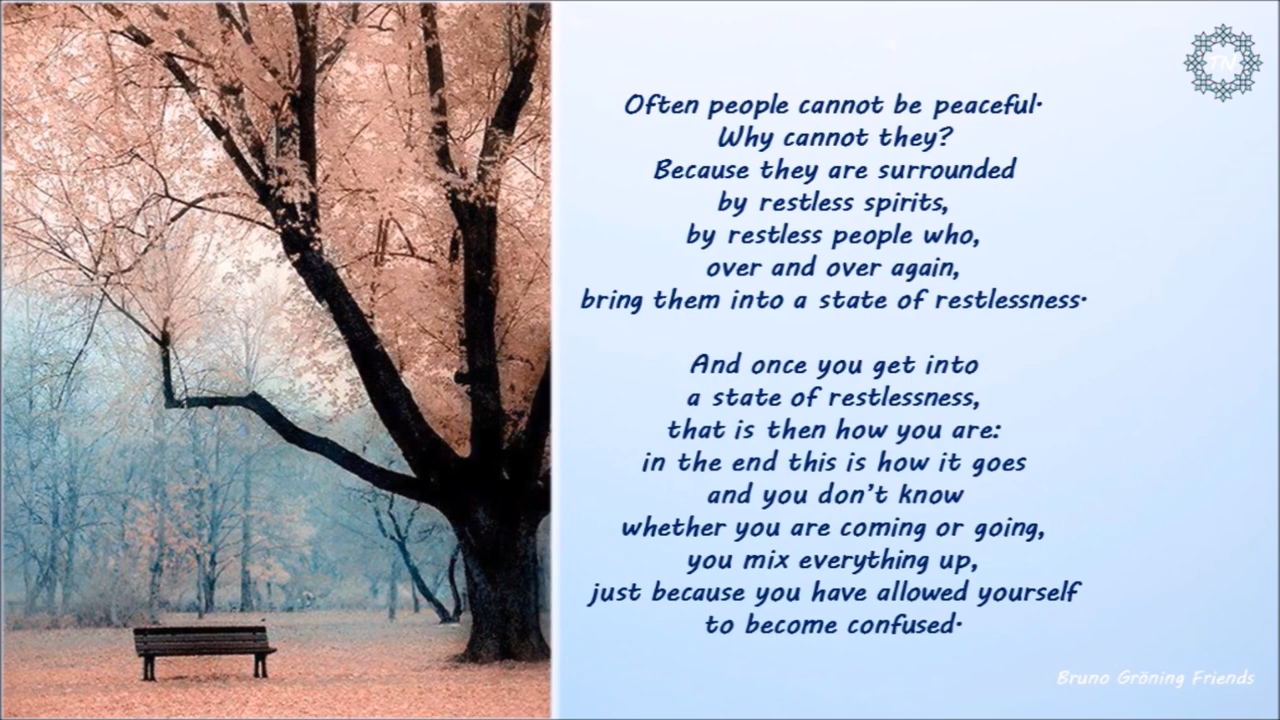 TN
Often people cannot be peaceful.
Why cannot they?
Because they are surrounded
by restless spirits,
by restless people who,
over and over again,
bring them into a state of restlessness.
And once you get into
a state of restlessness,
that is then how you are:
in the end this is how it goes
and you don't know
whether you are coming or going,
you mix everything up,
just because you have allowed yourself
to become confused.
Bruno Gröning Friends